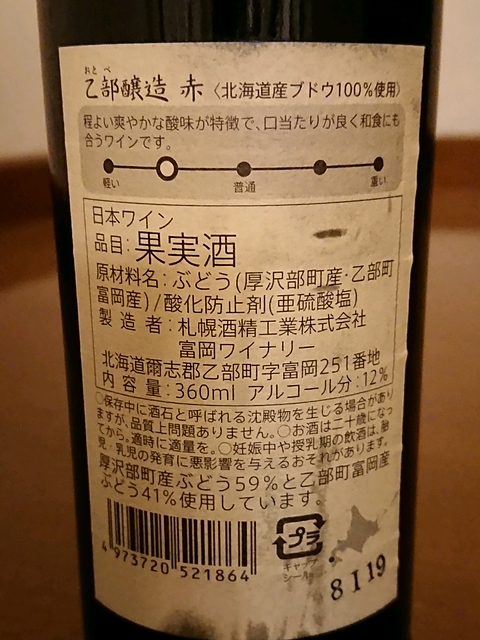 おとべ
乙部醸造 赤 〈北海道産ブドウ100%使用〉
程よい爽やかな酸味が特徴で、口当たりが良く和食にも
合うワインです。
軽い 普通 重い
日本ワイン
品目:果実酒
原材料名:ぶどう(厚沢部町産・乙部町
富岡産)/酸化防止剤(亜硫酸塩)
製造者:札幌酒精工業株式会社
富岡ワイナリー
北海道爾志郡乙部町字富岡251番地
内容量:360ml アルコール分:12%
○保存中に酒石と呼ばれる沈殿物を生じる場合があり
ますが、品質上問題ありません。○お酒は二十歳になっ
てから。適時に適量を。○妊娠中や授乳期の飲酒は、胎
児・乳児の発育に悪影響を与えるおそれがあります。
厚沢部町産ぶどう59%と乙部町富岡産
ぶどう41%使用しています。
4 973720 521864
プラ
キャップ
シール
8 I 19